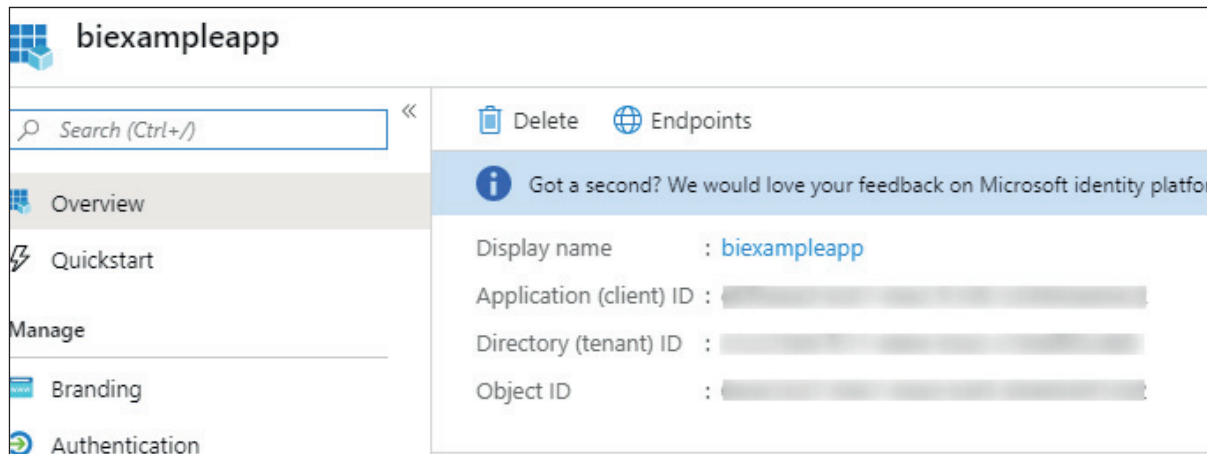 biexampleapp
Search (Ctrl+/)
«
Overview
Quickstart
Manage
Branding
Authentication
Delete Endpoints
Got a second? We would love your feedback on Microsoft identity platfo
Display name : biexampleapp
Application (client) ID :
Directory (tenant) ID :
Object ID :